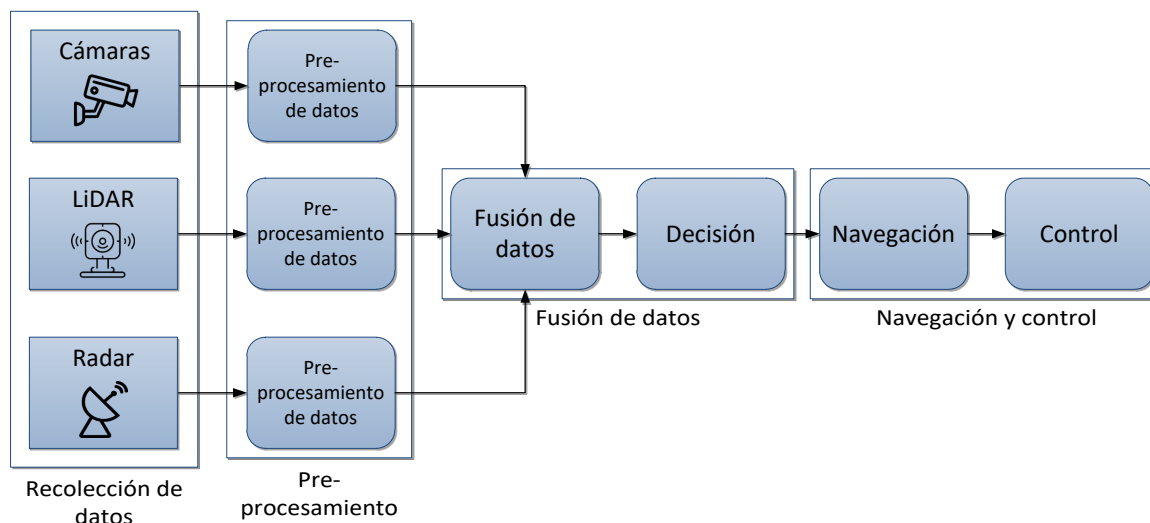 Cámaras
Pre-
procesamiento
de datos
LiDAR
Pre-
procesamiento
de datos
Fusión de
datos
Decisión
Navegación
Control
Fusión de datos
Navegación y control
Radar
Pre-
procesamiento
de datos
Recolección de
datos
Pre-
procesamiento